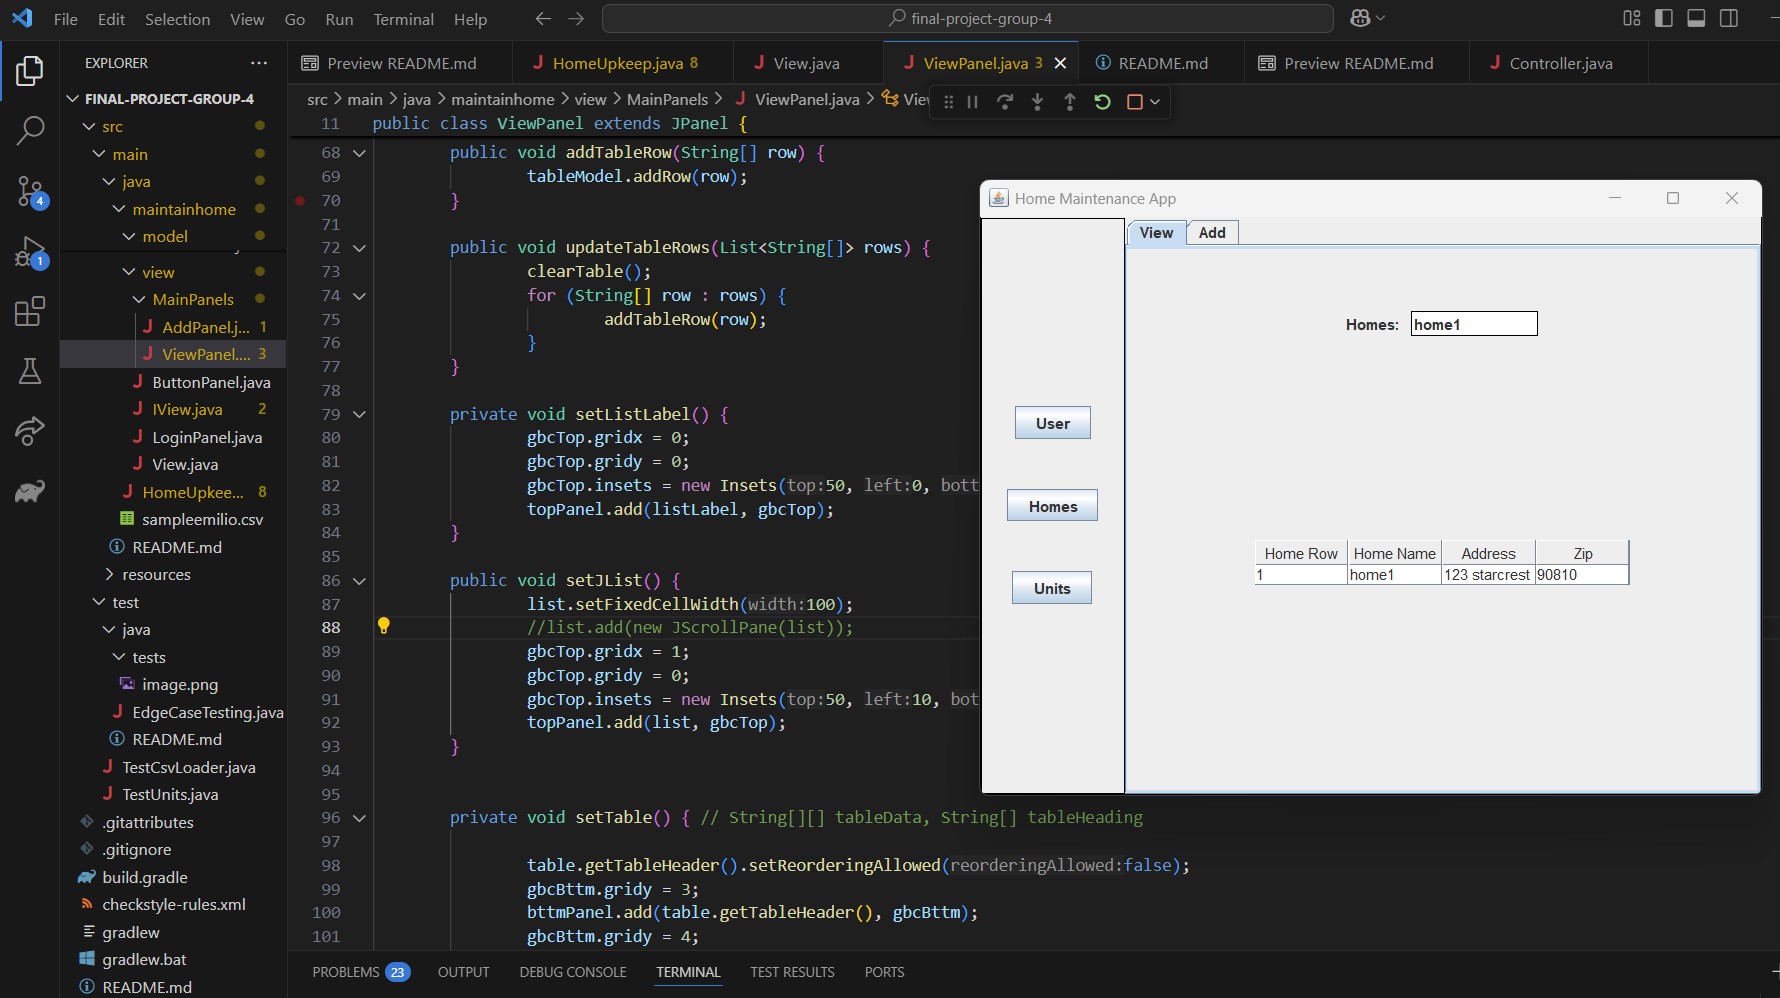 File Edit Selection View Go Run Terminal Help
final-project-group-4
EXPLORER
FINAL-PROJECT-GROUP-4
src
main
java
maintainhome
model
view
MainPanels
AddPanel.j... 1
ViewPanel.... 3
ButtonPanel.java
IView.java 2
LoginPanel.java
View.java
HomeUpkee... 8
sampleemilio.csv
README.md
resources
test
java
tests
image.png
EdgeCaseTesting.java
README.md
TestCsvLoader.java
TestUnits.java
.gitattributes
.gitignore
build.gradle
checkstyle-rules.xml
gradlew
gradlew.bat
README.md
4
1
Preview README.md
HomeUpkeep.java 8
View.java
ViewPanel.java 3
README.md
Preview README.md
Controller.java
src > main > java > maintainhome > view > MainPanels > ViewPanel.java > Viev
11 public class ViewPanel extends JPanel {
68 public void addTableRow(String[] row) {
69 tableModel.addRow(row);
70 }
71
72 public void updateTableRows(List<String[]> rows) {
73 clearTable();
74 for (String[] row : rows) {
75 addTableRow(row);
76 }
77 }
78
79 private void setListLabel() {
80 gbcTop.gridx = 0;
81 gbcTop.gridy = 0;
82 gbcTop.insets = new Insets(top:50, left:0, bott
83 topPanel.add(listLabel, gbcTop);
84 }
85
86 public void setJList() {
87 list.setFixedCellWidth(width:100);
88 //list.add(new JScrollPane(list));
89 gbcTop.gridx = 1;
90 gbcTop.gridy = 0;
91 gbcTop.insets = new Insets(top:50, left:10, bot
92 topPanel.add(list, gbcTop);
93 }
94
95
96 private void setTable() { // String[][] tableData, String[] tableHeading
97
98 table.getTableHeader().setReorderingAllowed(reorderingAllowed:false);
99 gbcBttm.gridy = 3;
100 bttmPanel.add(table.getTableHeader(), gbcBttm);
101 gbcBttm.gridy = 4;
Home Maintenance App
View Add
User
Homes
Units
Homes: home1
Home Row Home Name Address Zip
1 home1 123 starcrest 90810
PROBLEMS 23 OUTPUT DEBUG CONSOLE TERMINAL TEST RESULTS PORTS